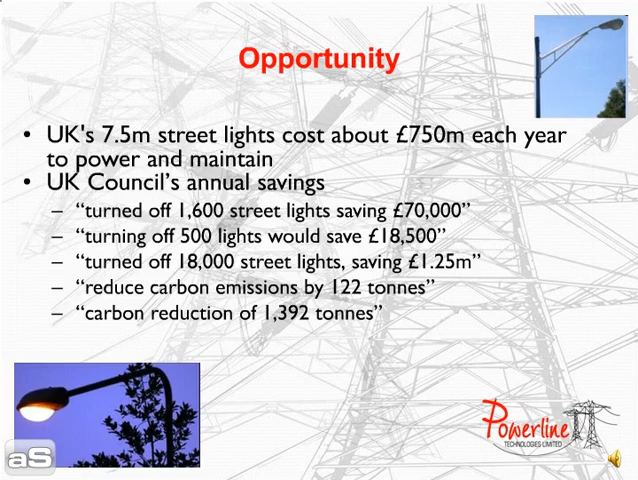 Opportunity
• UK's 7.5m street lights cost about £750m each year
to power and maintain
• UK Council's annual savings
– “turned off 1,600 street lights saving £70,000”
– “turning off 500 lights would save £18,500”
– “turned off 18,000 street lights, saving £1.25m”
– “reduce carbon emissions by 122 tonnes”
– “carbon reduction of 1,392 tonnes”
Powerline
TECHNOLOGIES LIMITED
aS